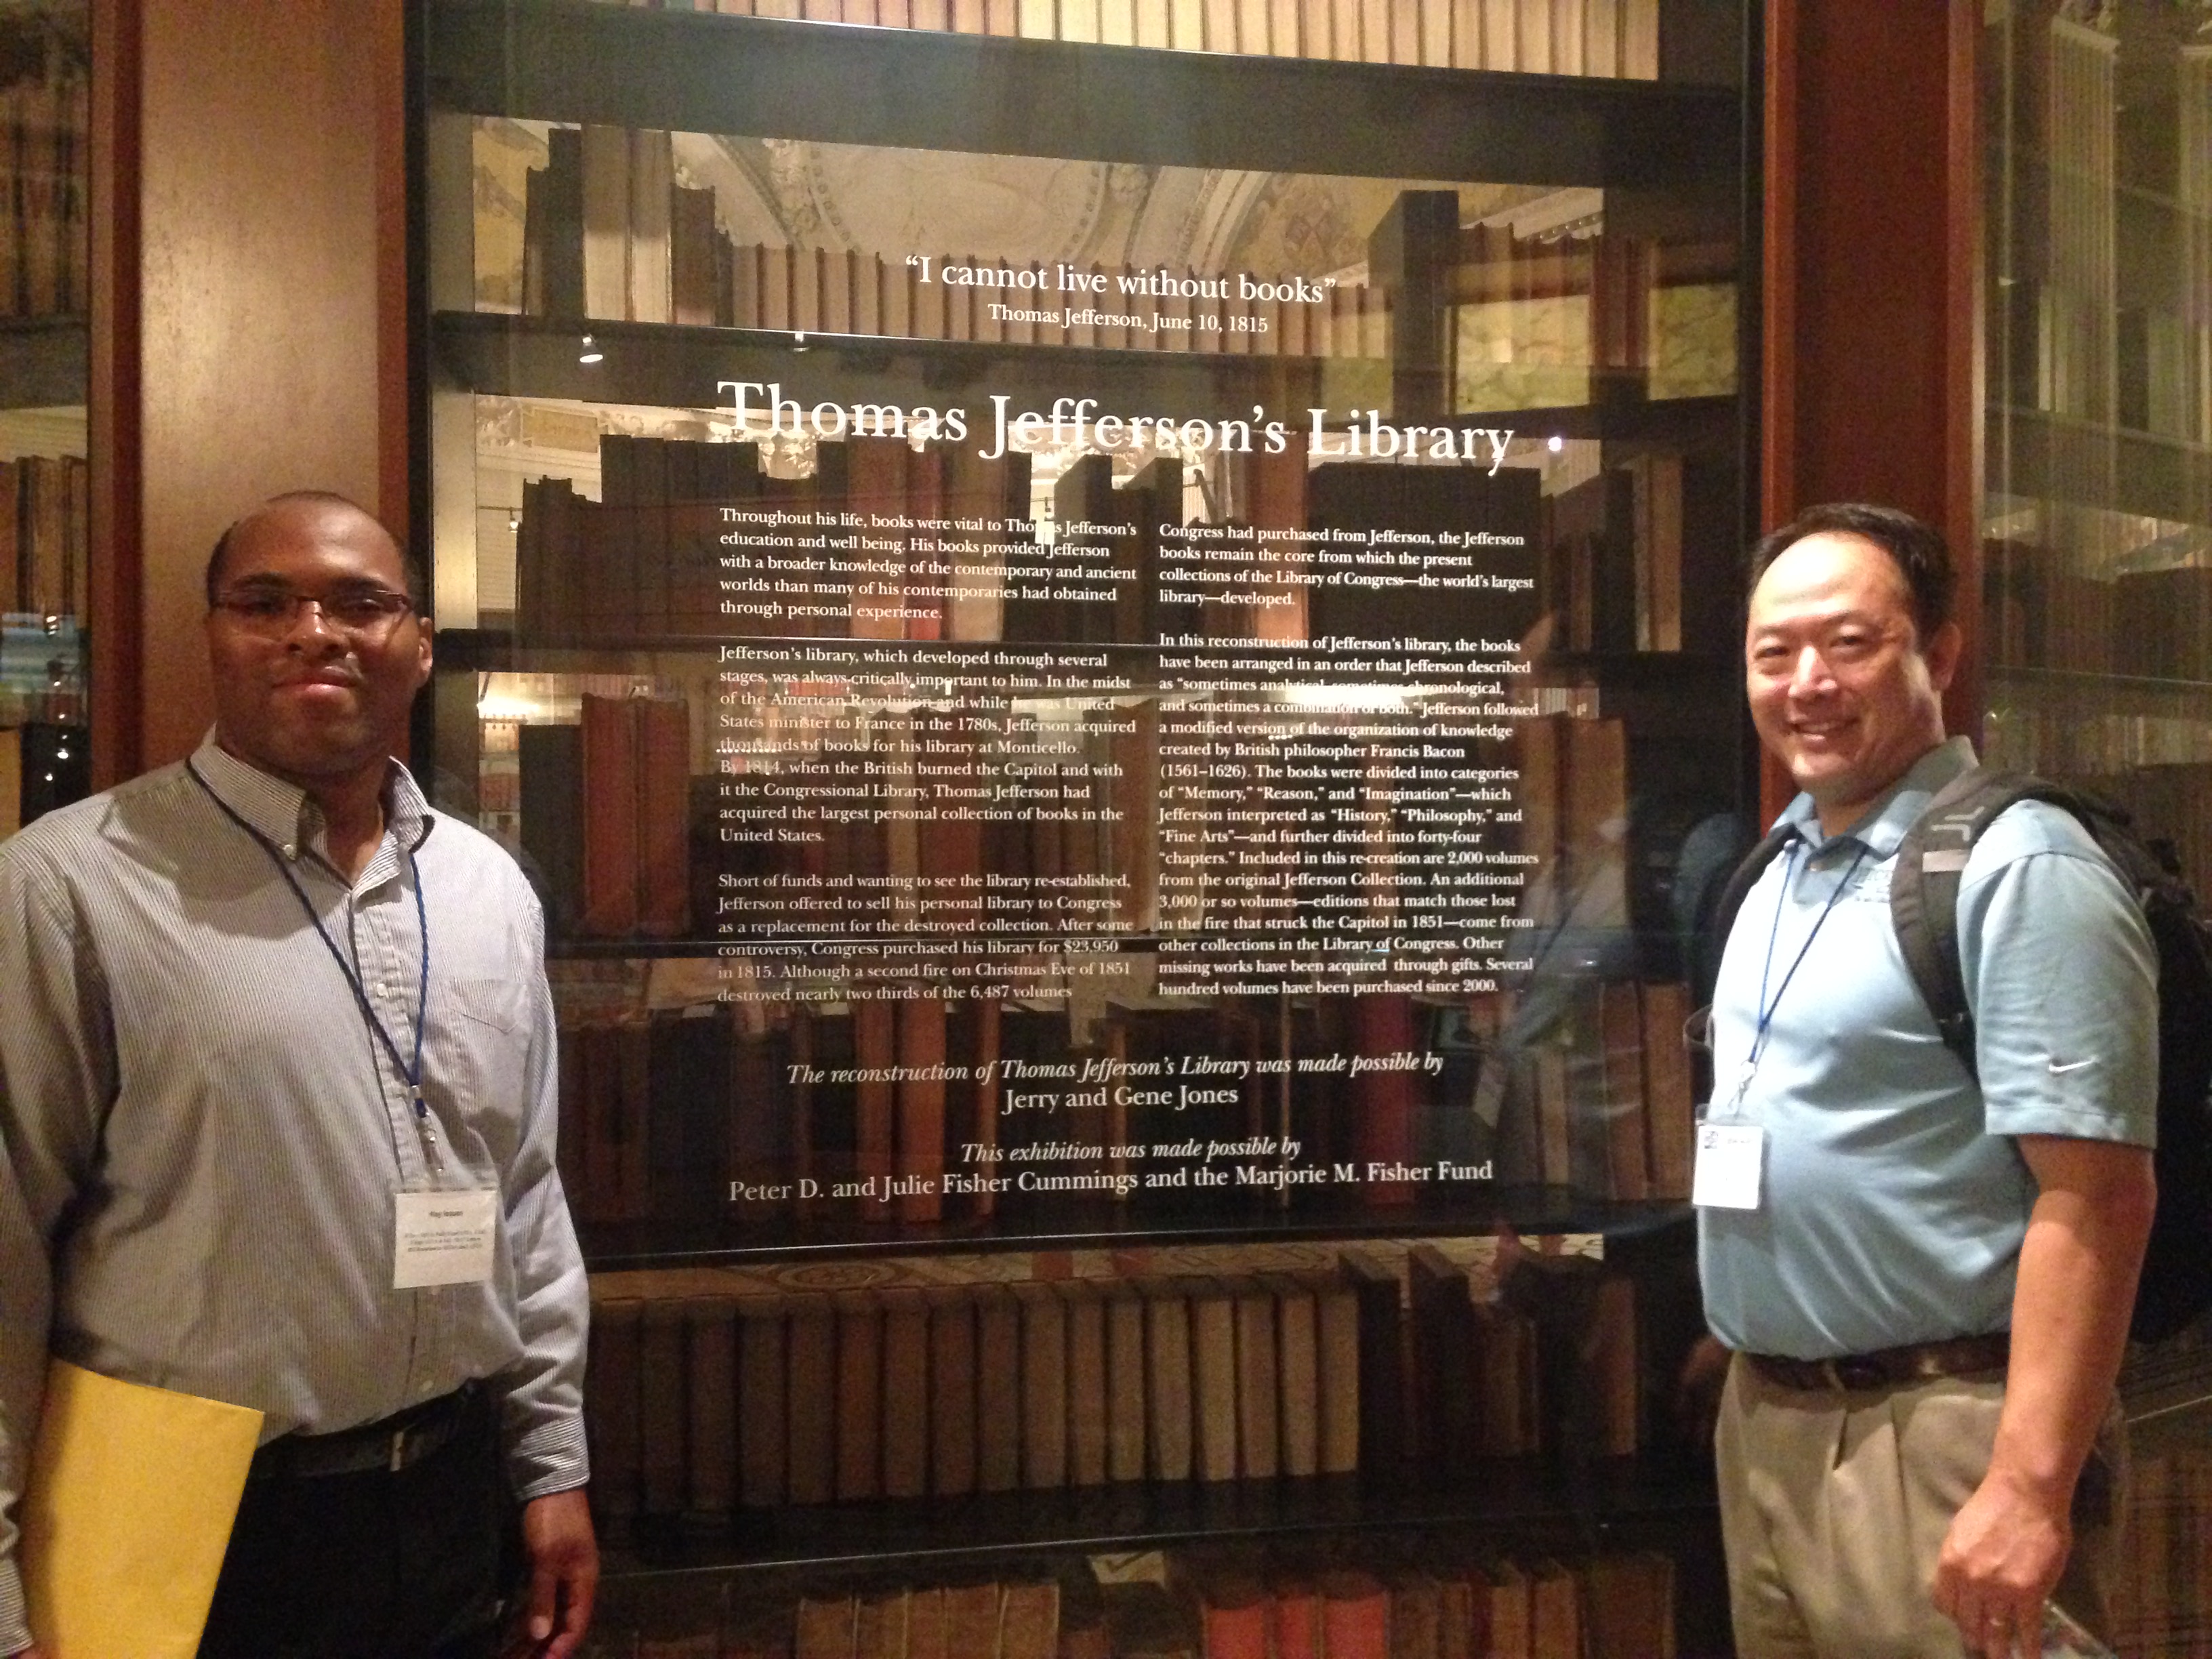 “I cannot live without books”
Thomas Jefferson, June 10, 1815
Thomas Jefferson’s Library
Throughout his life, books were vital to Thomas Jefferson’s
education and well being. His books provided Jefferson
with a broader knowledge of the contemporary and ancient
worlds than many of his contemporaries had obtained
through personal experience.
Jefferson’s library, which developed through several
stages, was always critically important to him. In the midst
of the American Revolution and while he was United
States minister to France in the 1780s, Jefferson acquired
thousands of books for his library at Monticello.
By 1814, when the British burned the Capitol and with
it the Congressional Library, Thomas Jefferson had
acquired the largest personal collection of books in the
United States.
Short of funds and wanting to see the library re-established,
Jefferson offered to sell his personal library to Congress
as a replacement for the destroyed collection. After some
controversy, Congress purchased his library for $23,950
in 1815. Although a second fire on Christmas Eve of 1851
destroyed nearly two thirds of the 6,487 volumes
Congress had purchased from Jefferson, the Jefferson
books remain the core from which the present
collections of the Library of Congress—the world’s largest
library—developed.
In this reconstruction of Jefferson’s library, the books
have been arranged in an order that Jefferson described
as “sometimes analytical, sometimes chronological,
and sometimes a combination of both.” Jefferson followed
a modified version of the organization of knowledge
created by British philosopher Francis Bacon
(1561–1626). The books were divided into categories
of “Memory,” “Reason,” and “Imagination”—which
Jefferson interpreted as “History,” “Philosophy,” and
“Fine Arts”—and further divided into forty-four
“chapters.” Included in this re-creation are 2,000 volumes
from the original Jefferson Collection. An additional
3,000 or so volumes—editions that match those lost
in the fire that struck the Capitol in 1851—come from
other collections in the Library of Congress. Other
missing works have been acquired through gifts. Several
hundred volumes have been purchased since 2000.
The reconstruction of Thomas Jefferson’s Library was made possible by
Jerry and Gene Jones
This exhibition was made possible by
Peter D. and Julie Fisher Cummings and the Marjorie M. Fisher Fund